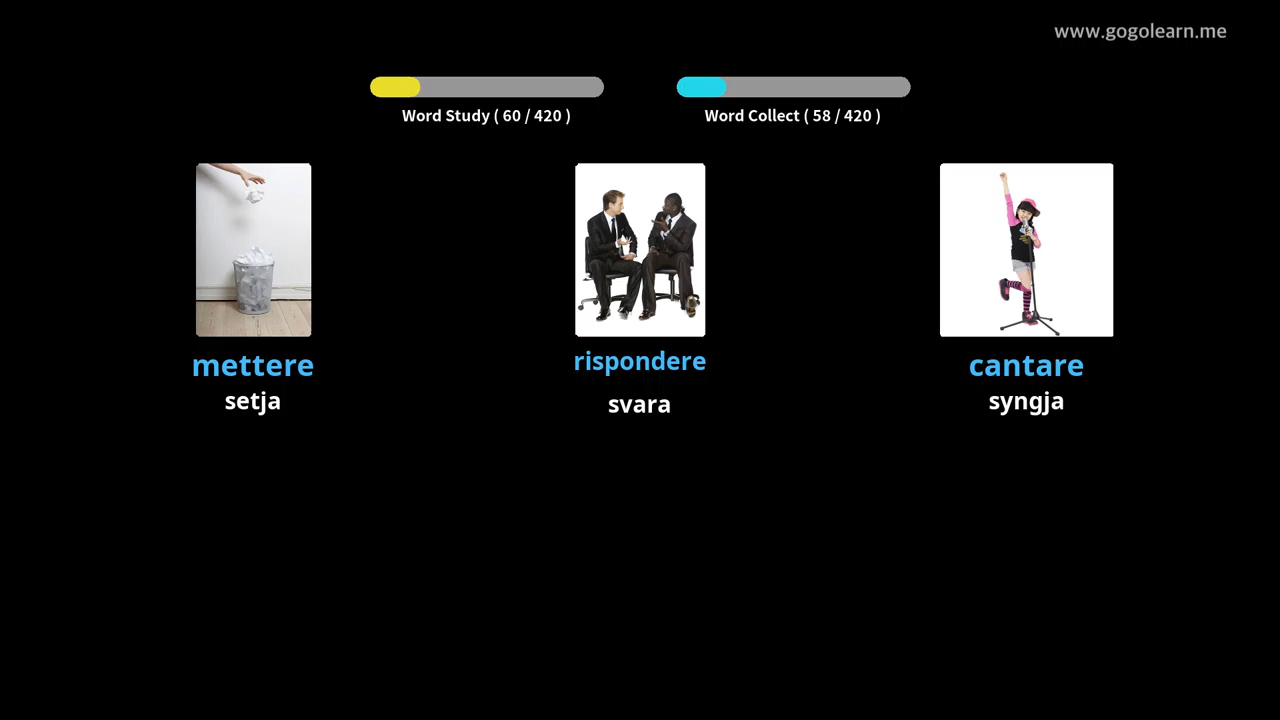 www.gogolearn.me
Word Study ( 60 / 420 )
Word Collect ( 58 / 420 )
mettere
setja
rispondere
svara
cantare
syngja